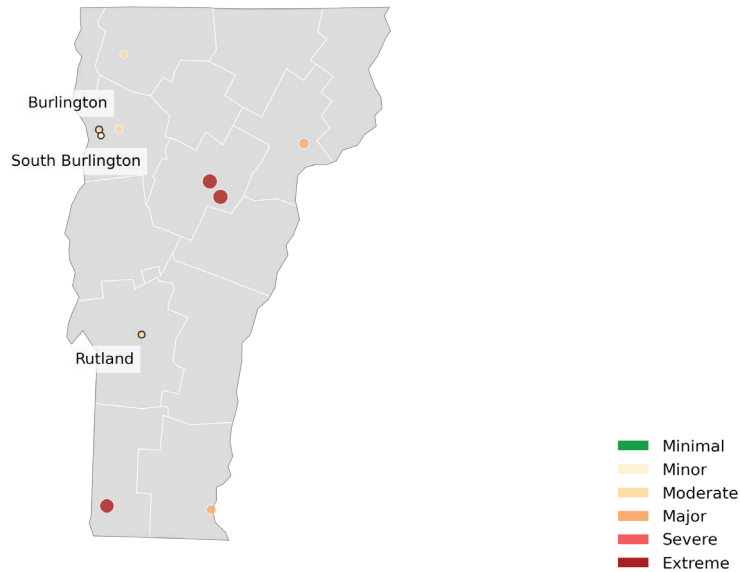 Burlington
South Burlington
Rutland
Minimal
Minor
Moderate
Major
Severe
Extreme